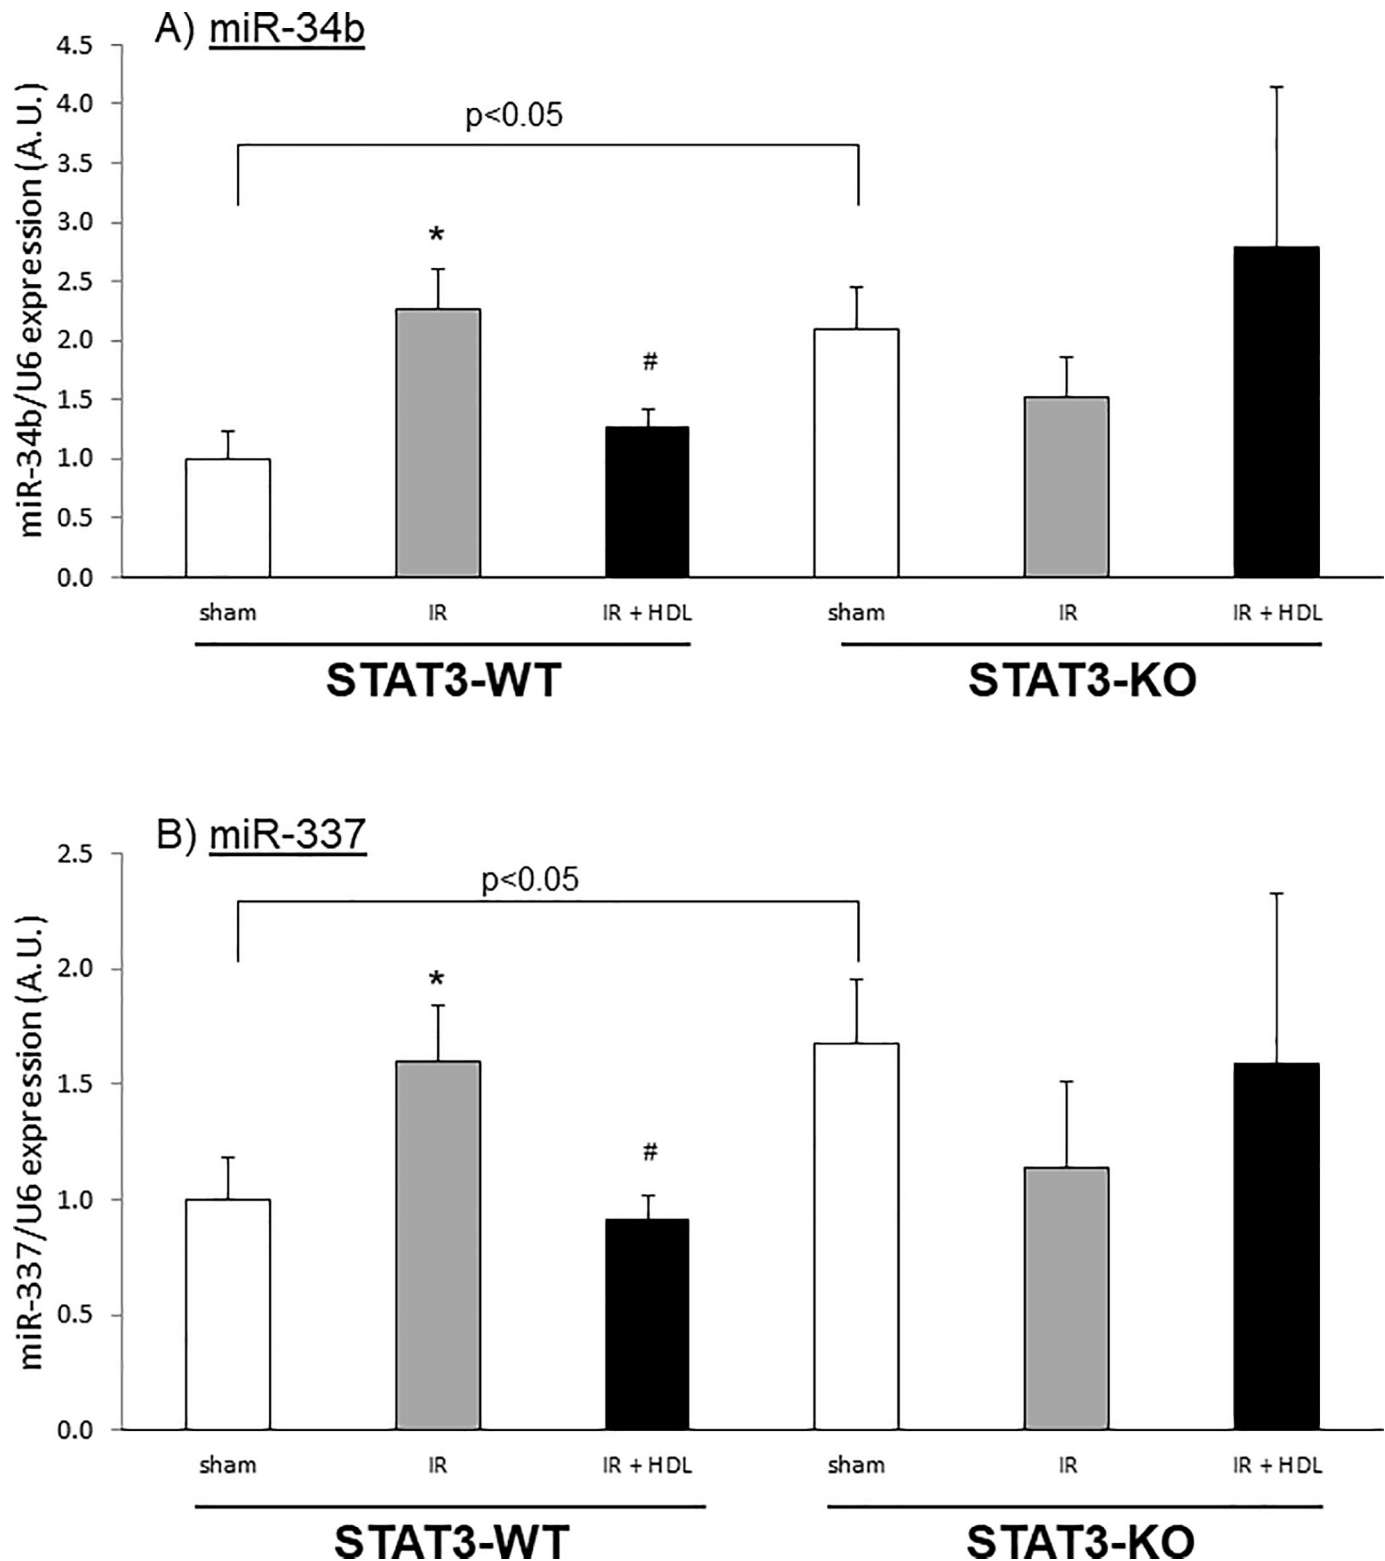 A) miR-34b
miR-34b/U6 expression (A.U.)
4.5
4.0
3.5
3.0
2.5
2.0
1.5
1.0
0.5
0.0
p<0.05
*
#
sham IR IR + HDL sham IR IR + HDL
STAT3-WT STAT3-KO
B) miR-337
miR-337/U6 expression (A.U.)
2.5
2.0
1.5
1.0
0.5
0.0
p<0.05
*
#
sham IR IR + HDL sham IR IR + HDL
STAT3-WT STAT3-KO